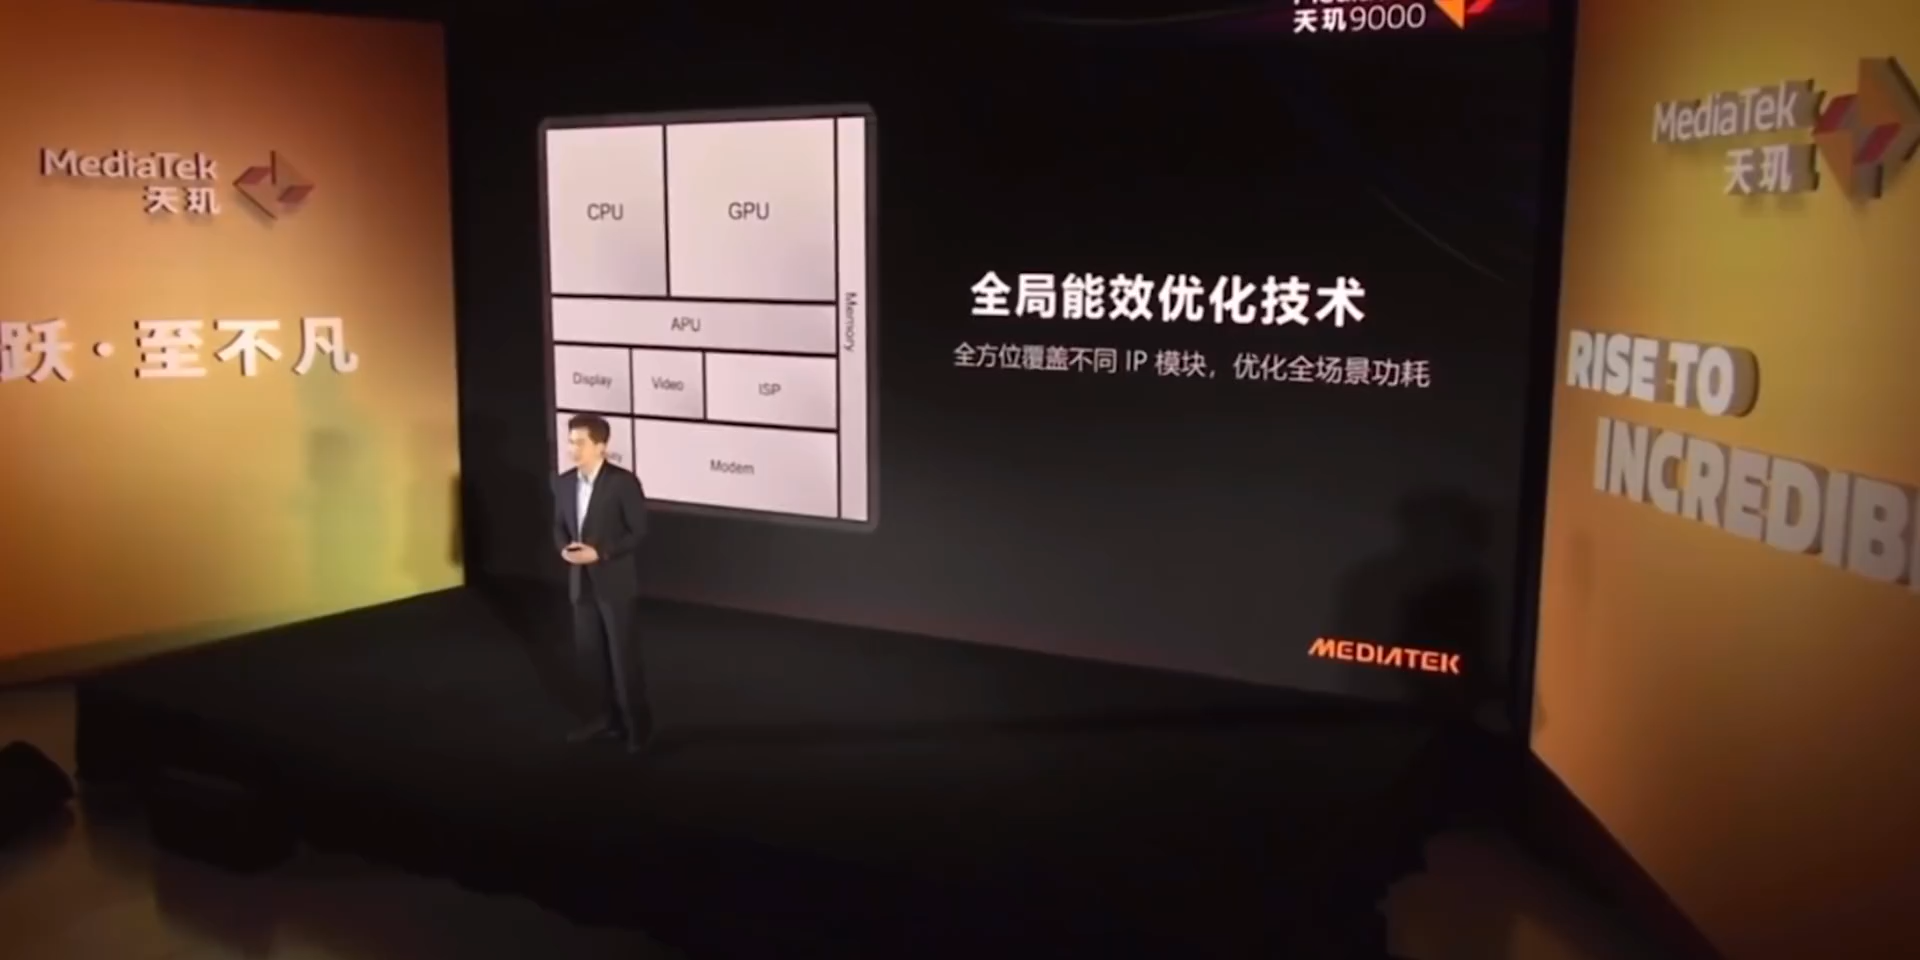 MediaTek
天玑
跃·至不凡
天玑9000
CPU
GPU
Memory
APU
Display
Video
ISP
Modem
全局能效优化技术
全方位覆盖不同 IP 模块，优化全场景功耗
MEDIATEK
MediaTek
天玑
RISE TO